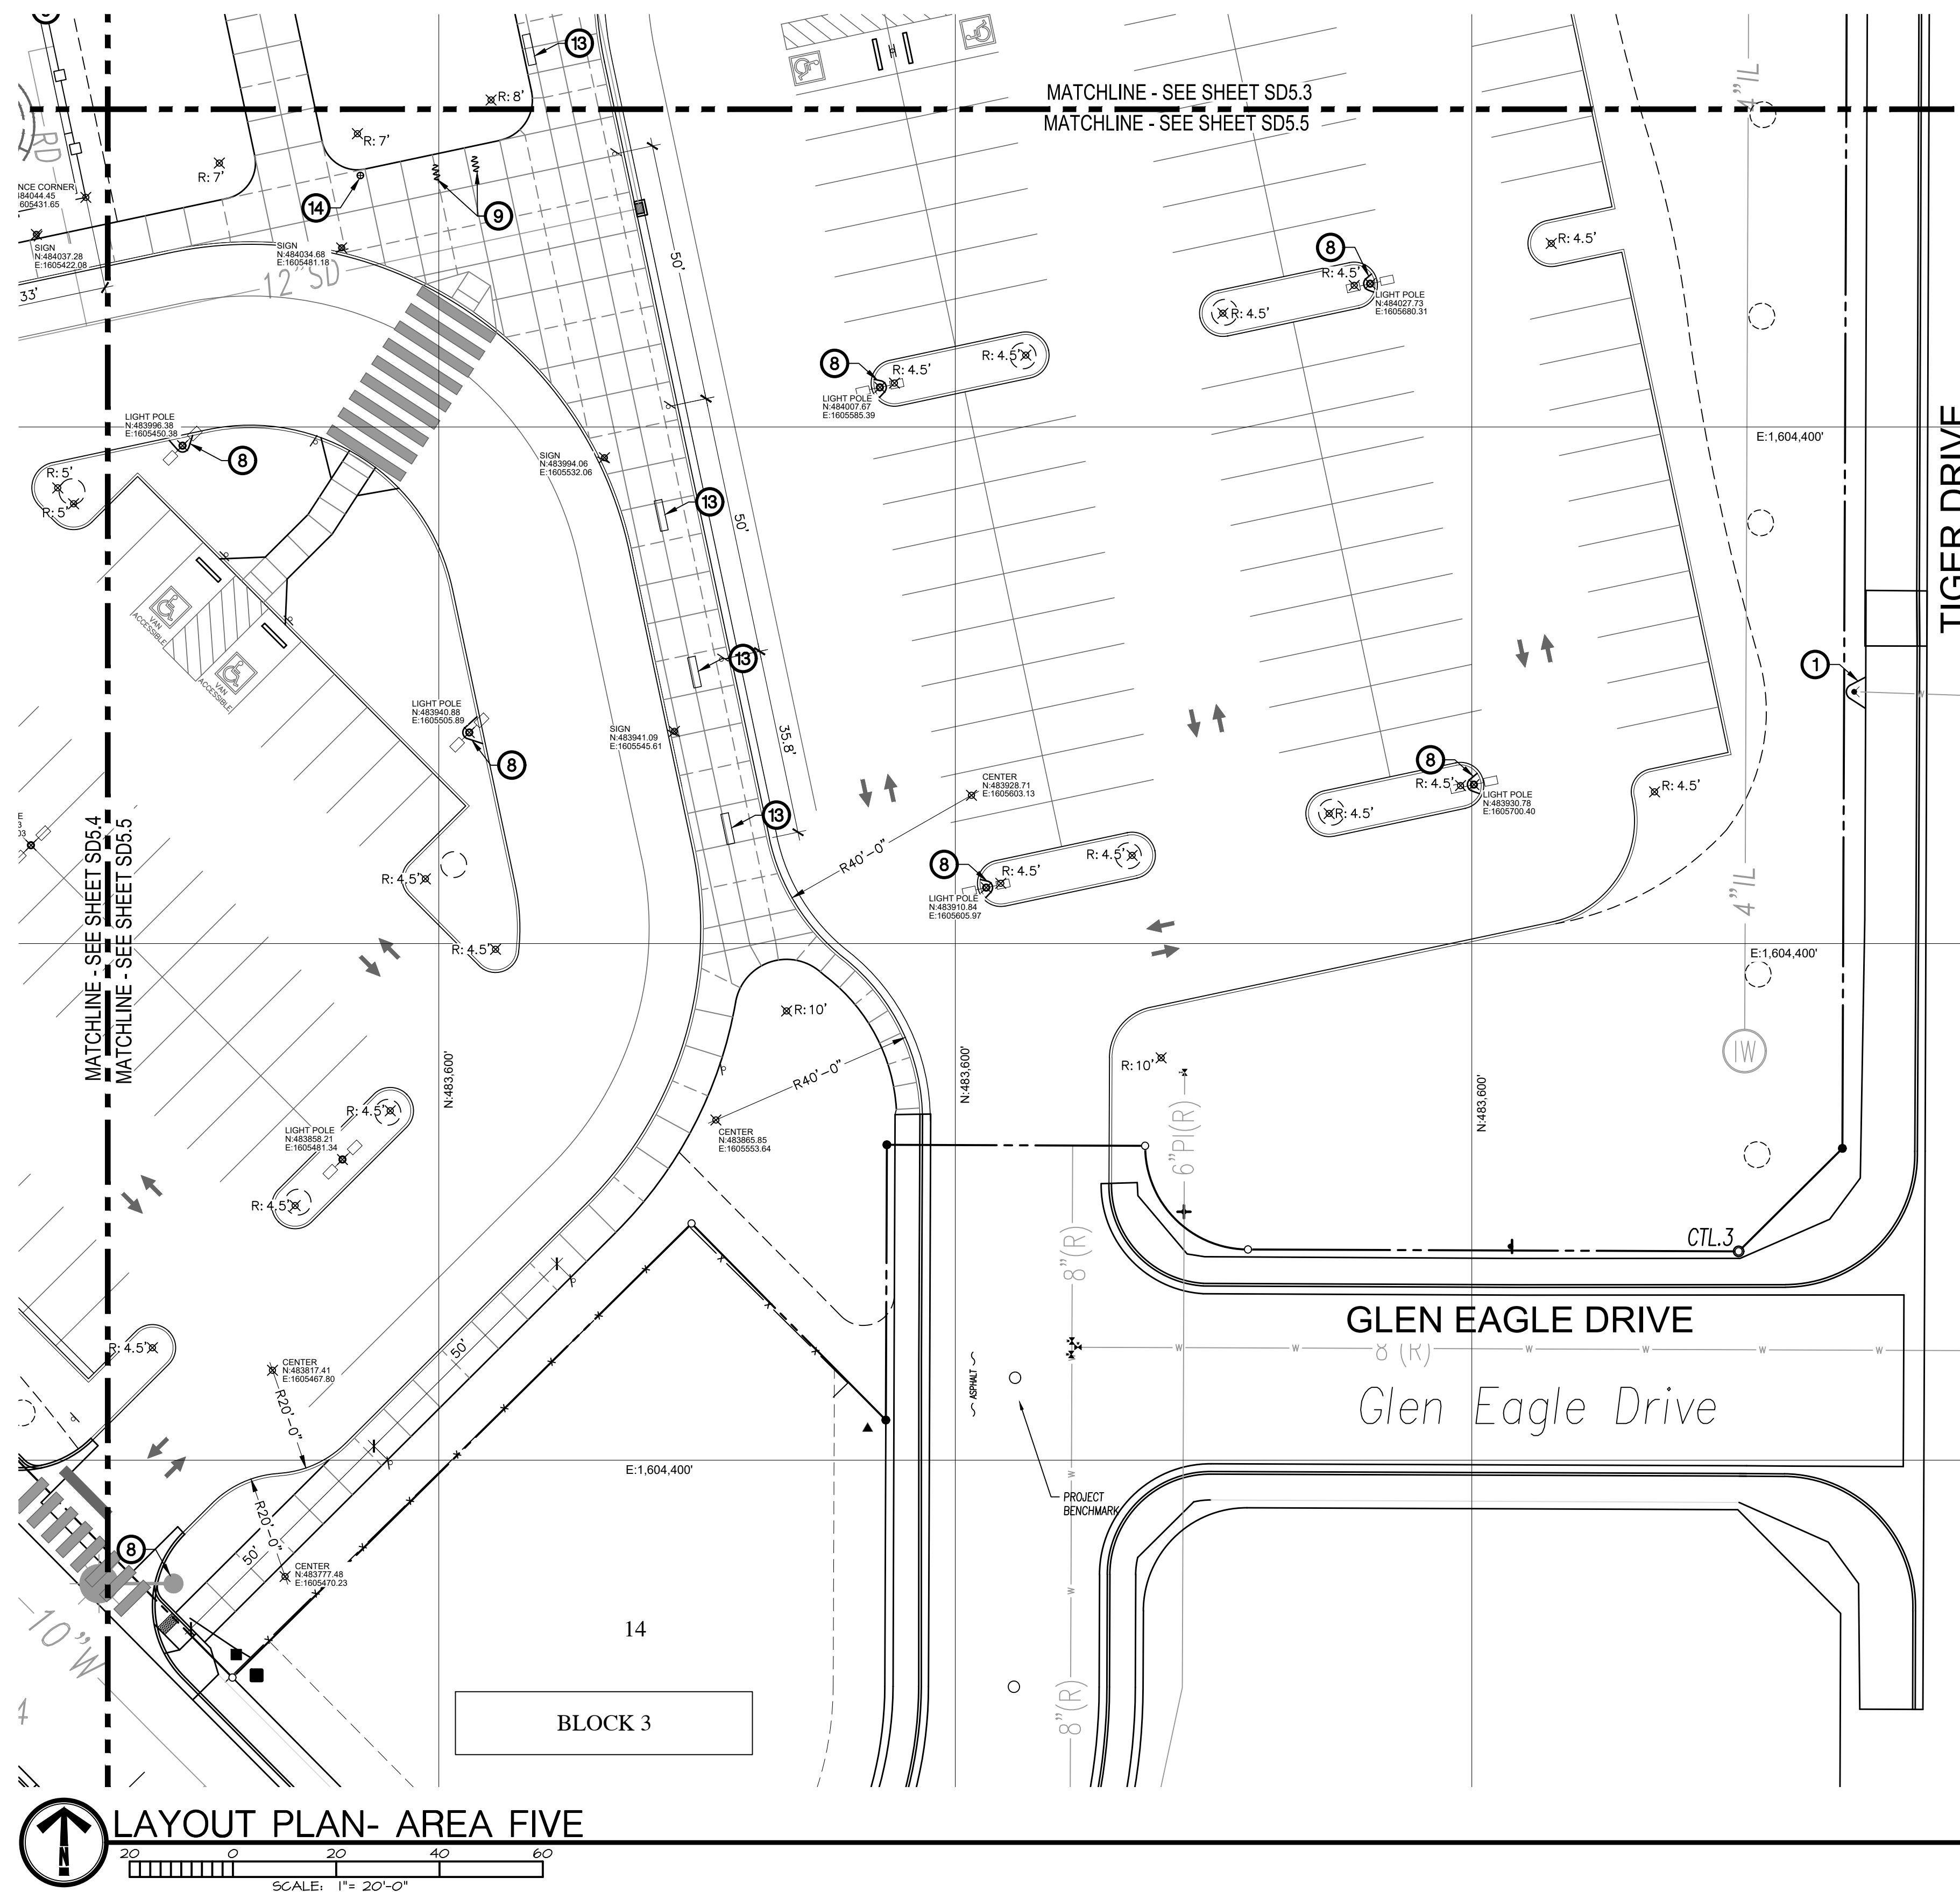 13
R: 8'
R: 7'
R: 7'
RD
MATCHLINE - SEE SHEET SD5.3
MATCHLINE - SEE SHEET SD5.5
4"IL
NCE CORNER
484044.45
605431.65
14
9
SIGN
N:484037.28
E:1605422.08
SIGN
N:484034.68
E:1605481.18
12"SD
33'
50'
8
R: 4.5'
R: 4.5'
R: 4.5'
LIGHT POLE
N:484027.73
E:1605680.31
8
R: 4.5'
R: 4.5'
LIGHT POLE
N:484007.67
E:1605585.39
LIGHT POLE
N:483996.38
E:1605450.38
8
R: 5'
R: 5'
SIGN
N:483994.06
E:1605532.06
13
50'
E:1,604,400'
TIGER DRIVE
VAN
ACCESSIBLE
VAN
ACCESSIBLE
13
1
W
LIGHT POLE
N:483940.88
E:1605505.89
8
SIGN
N:483941.09
E:1605545.61
35.8'
CENTER
N:483928.71
E:1605603.13
8
R: 4.5'
R: 4.5'
LIGHT POLE
N:483930.78
E:1605700.40
R: 4.5'
13
MATCHLINE - SEE SHEET SD5.4
MATCHLINE - SEE SHEET SD5.5
R: 4.5'
R: 4.5'
R40'-0"
8
R: 4.5'
R: 4.5'
LIGHT POLE
N:483910.84
E:1605605.97
4"IL
E:1,604,400'
R: 10'
R40'-0"
N:483,600'
N:483,600'
N:483,600'
R: 10'
IW
6"PI(R)
R: 4.5'
LIGHT POLE
N:483858.21
E:1605481.34
R: 4.5'
CENTER
N:483865.85
E:1605553.64
8"(R)
CTL.3
GLEN EAGLE DRIVE
W
W
8 (R)
W
W
W
W
Glen Eagle Drive
R: 4.5'
CENTER
N:483817.41
E:1605467.80
R20'-0"
50'
ASPHALT
W
W
W
E:1,604,400'
PROJECT
BENCHMARK
R20'-0"
50'
8
CENTER
N:483777.48
E:1605470.23
10"W
14
BLOCK 3
8"(R)
N
LAYOUT PLAN- AREA FIVE
20 0 20 40 60
SCALE: 1"= 20'-0"